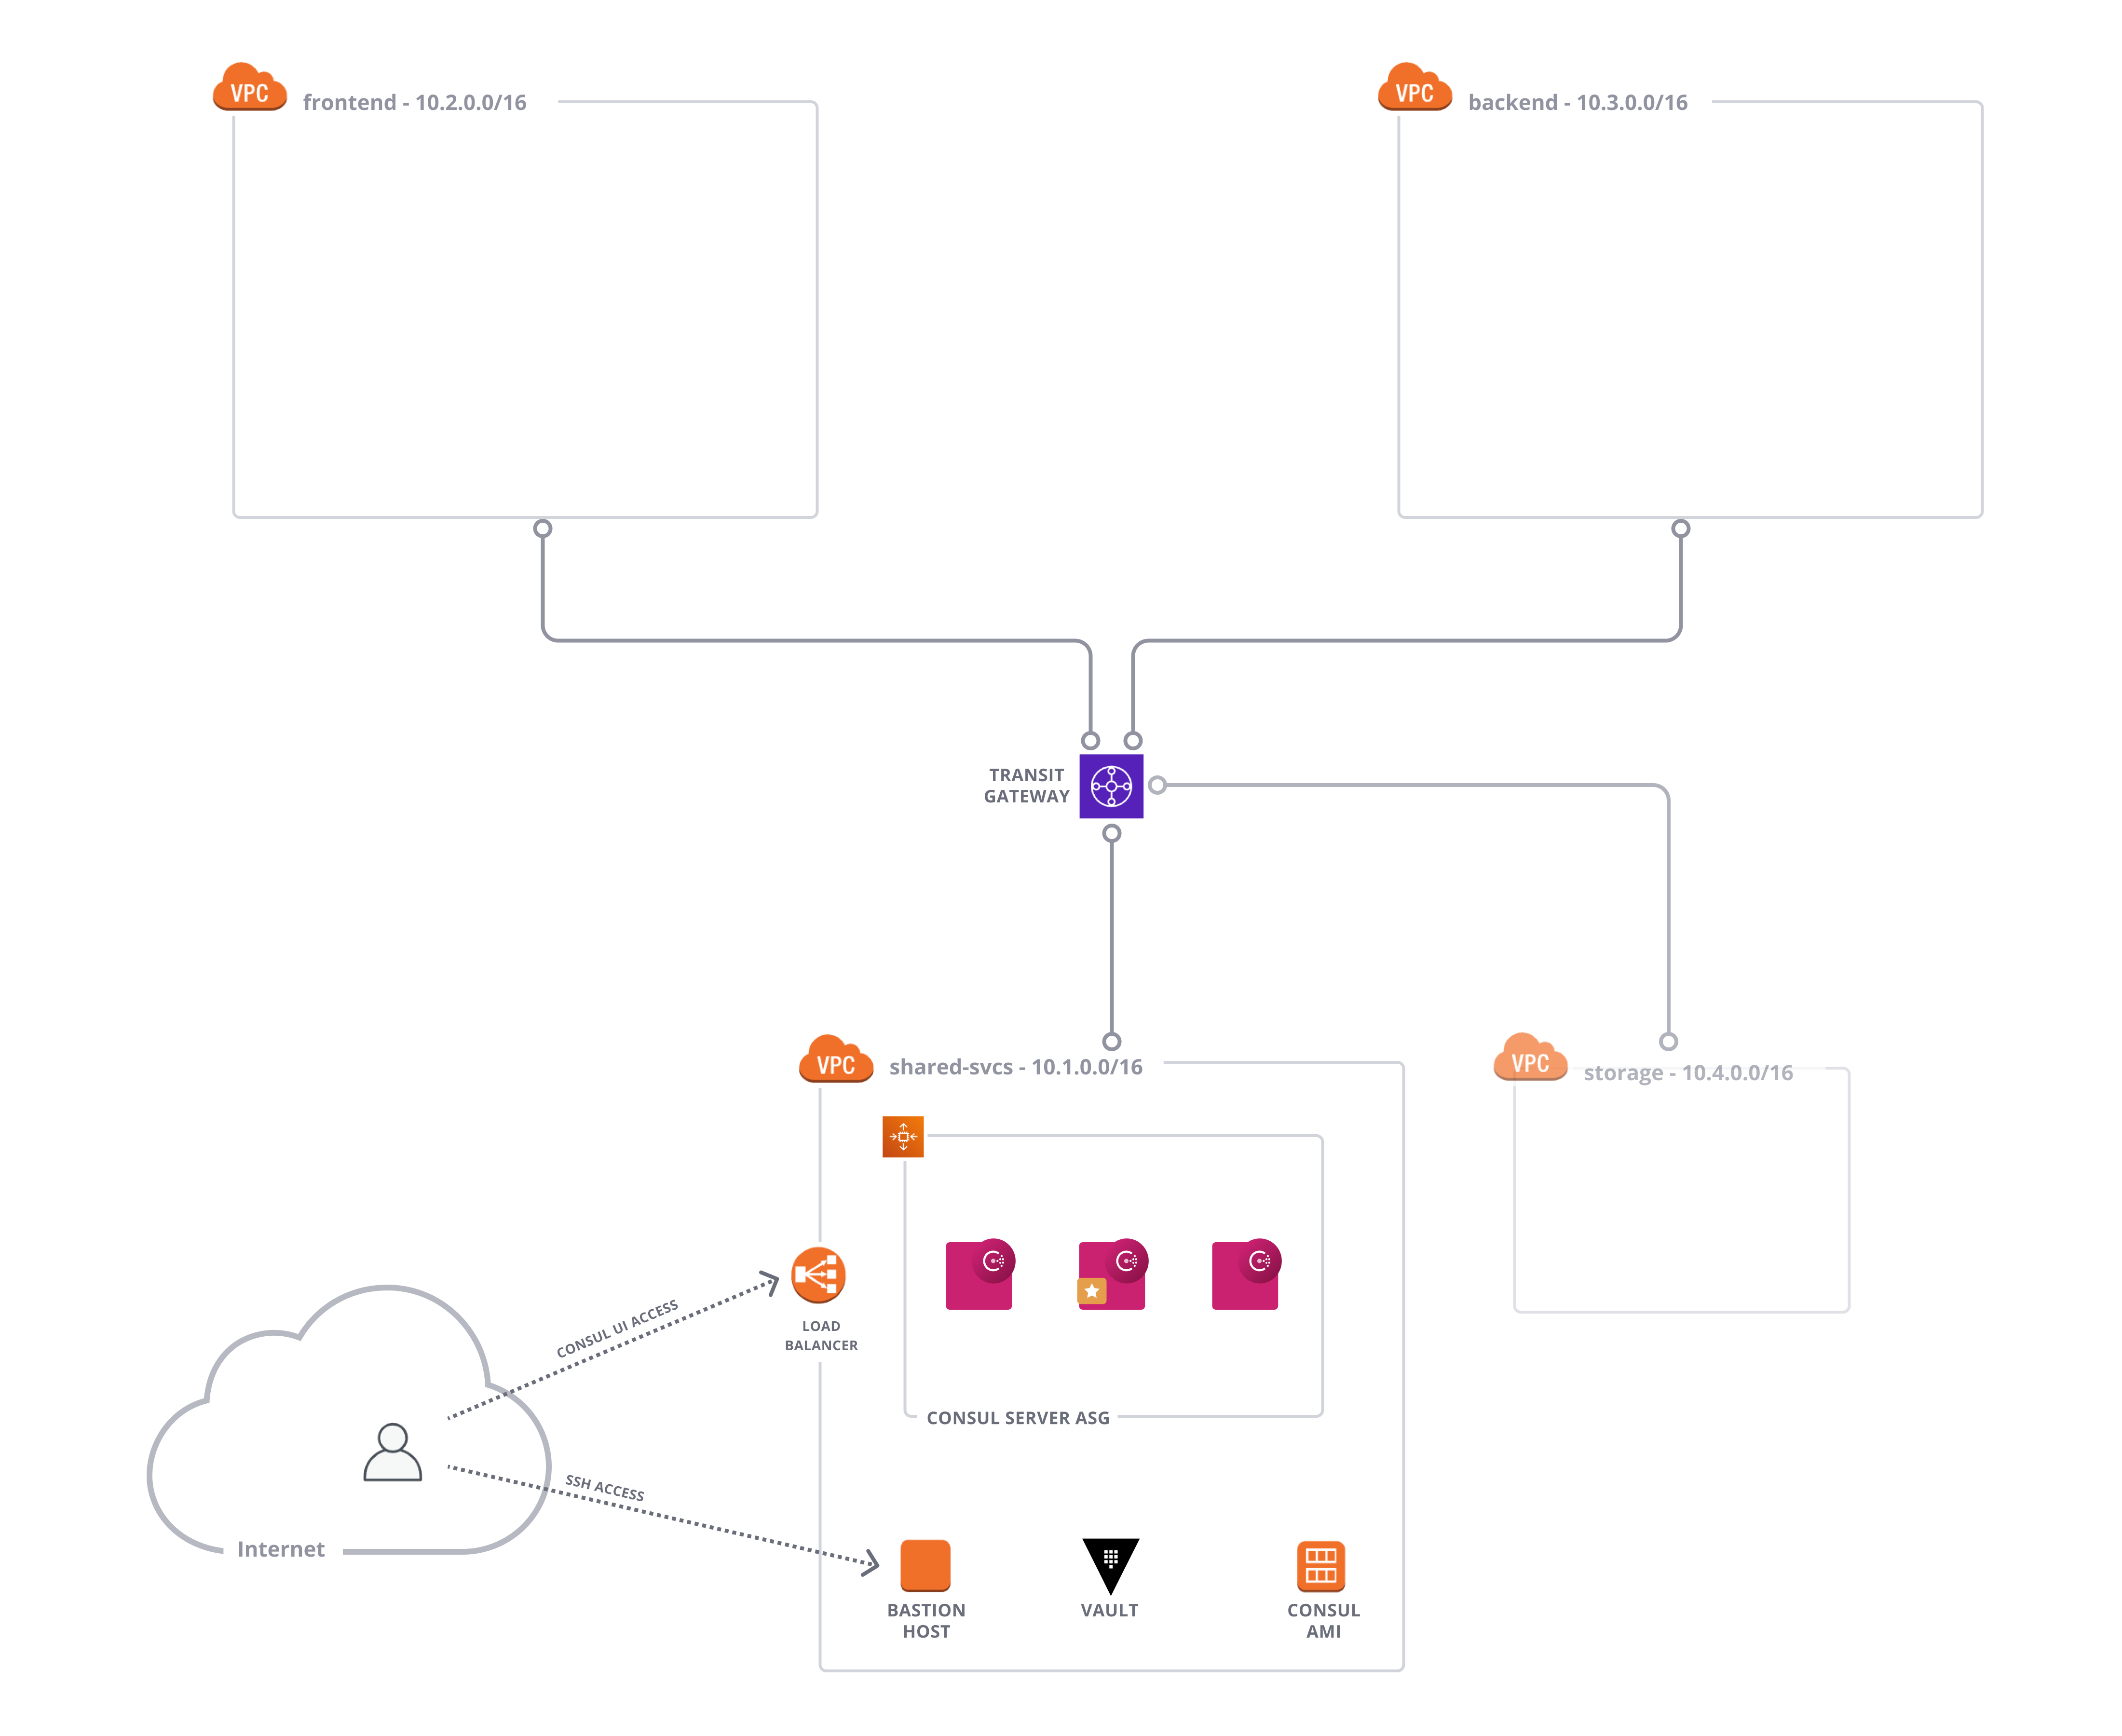 VPC
frontend - 10.2.0.0/16
VPC
backend - 10.3.0.0/16
TRANSIT
GATEWAY
VPC
shared-svcs - 10.1.0.0/16
VPC
storage - 10.4.0.0/16
CONSUL UI ACCESS
LOAD
BALANCER
CONSUL SERVER ASG
SSH ACCESS
Internet
BASTION
HOST
VAULT
CONSUL
AMI